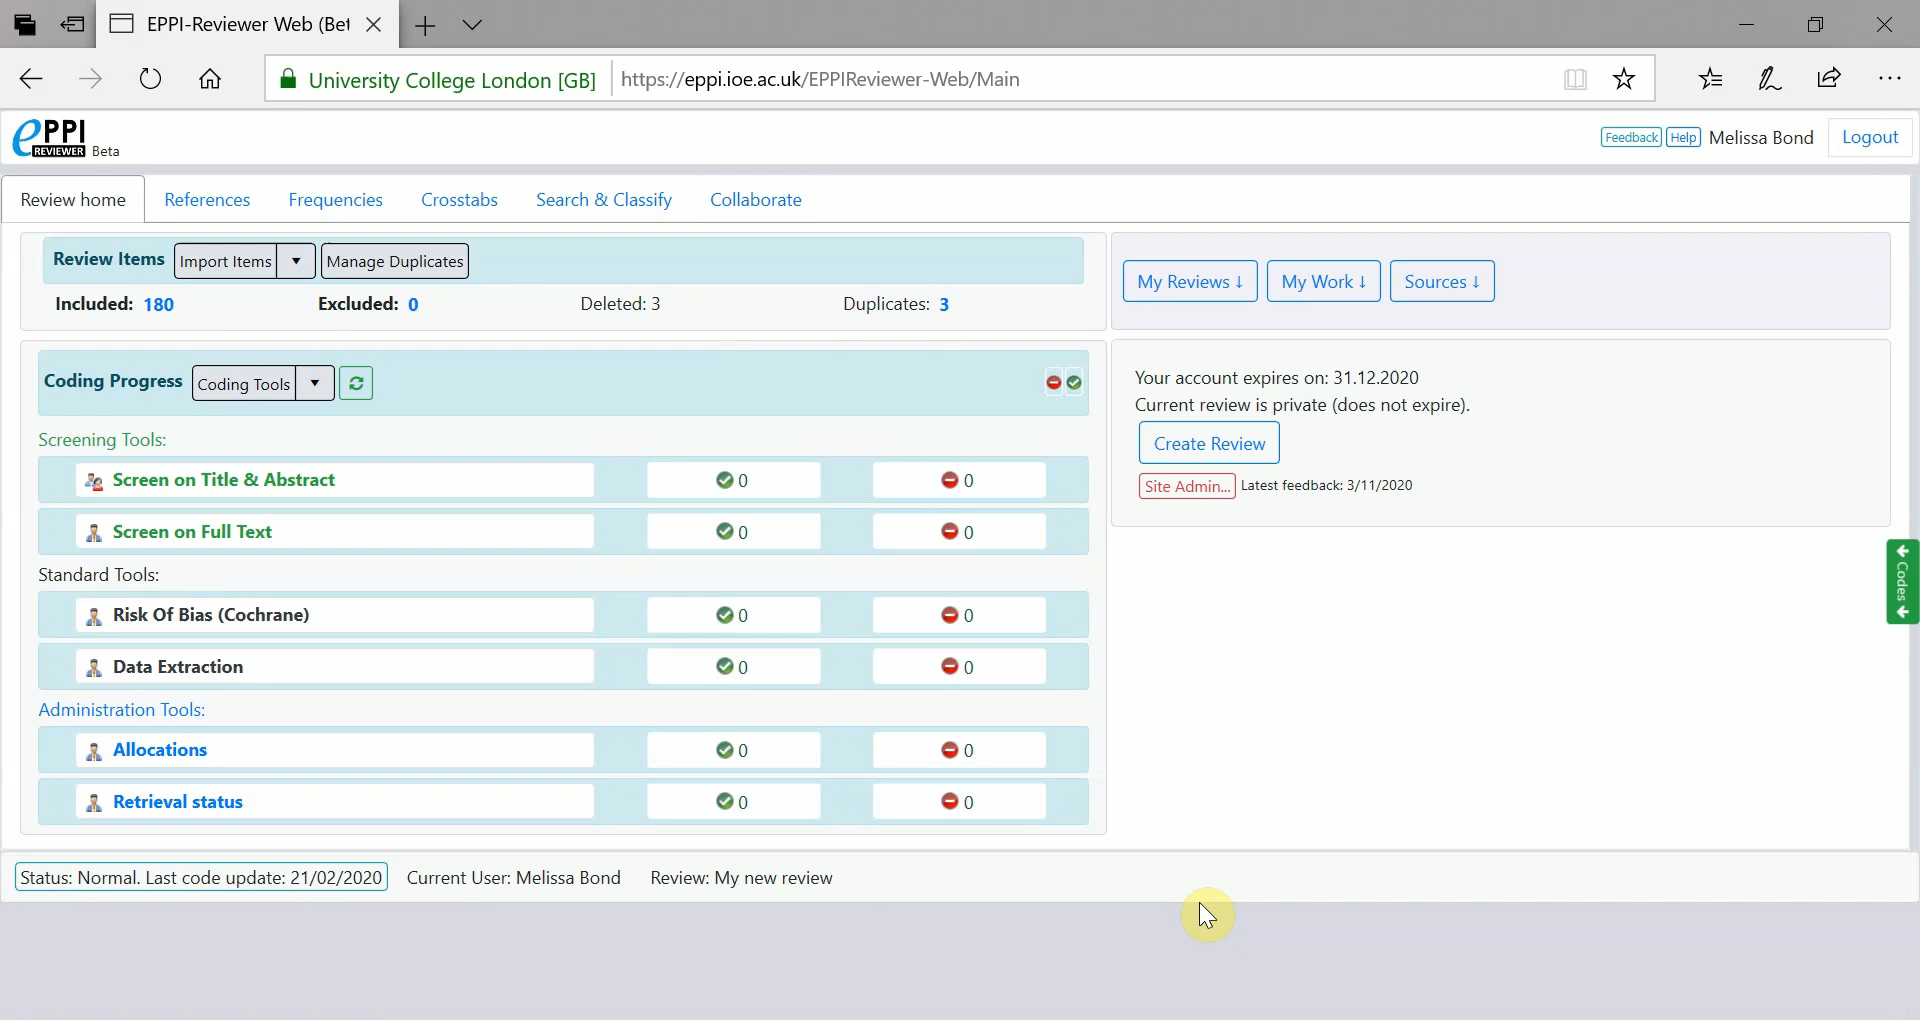 EPPI-Reviewer Web (Bet
University College London [GB] https://eppi.ioe.ac.uk/EPPIReviewer-Web/Main
ePPI REVIEWER Beta
Feedback Help Melissa Bond Logout
Review home References Frequencies Crosstabs Search & Classify Collaborate
Review Items Import Items Manage Duplicates
Included: 180 Excluded: 0 Deleted: 3 Duplicates: 3
My Reviews ↓ My Work ↓ Sources ↓
Coding Progress Coding Tools
Screening Tools:
Screen on Title & Abstract 0 0
Screen on Full Text 0 0
Standard Tools:
Risk Of Bias (Cochrane) 0 0
Data Extraction 0 0
Administration Tools:
Allocations 0 0
Retrieval status 0 0
Your account expires on: 31.12.2020
Current review is private (does not expire).
Create Review
Site Admin... Latest feedback: 3/11/2020
Codes
Status: Normal. Last code update: 21/02/2020 Current User: Melissa Bond Review: My new review